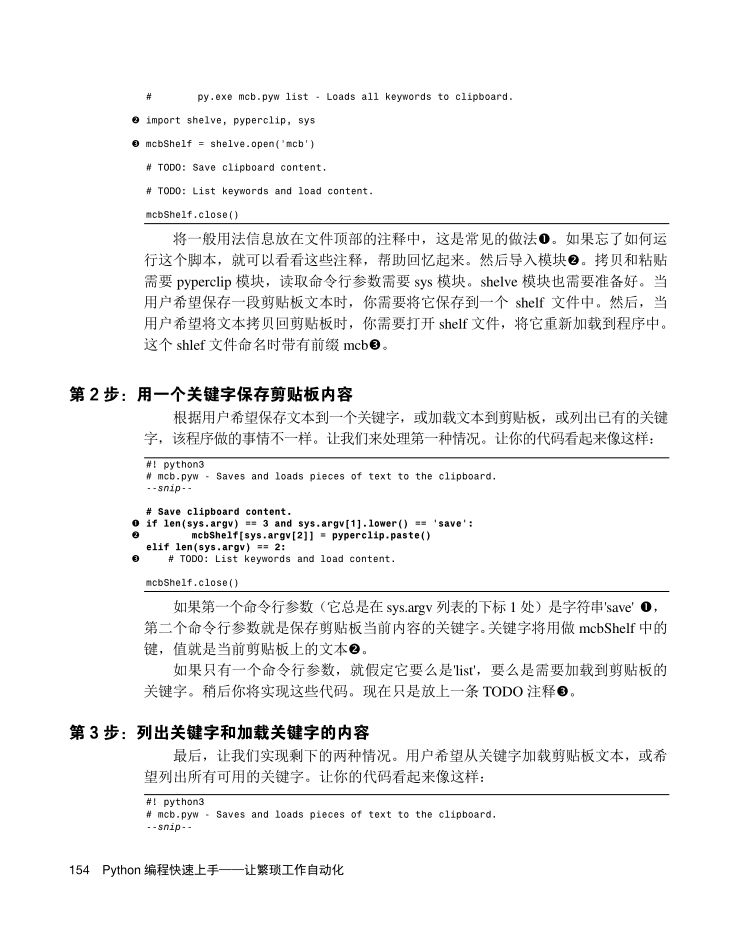 #        py.exe mcb.pyw list - Loads all keywords to clipboard.
❷ import shelve, pyperclip, sys
❸ mcbShelf = shelve.open('mcb')
# TODO: Save clipboard content.
# TODO: List keywords and load content.
mcbShelf.close()
将一般用法信息放在文件顶部的注释中，这是常见的做法❶。如果忘了如何运
行这个脚本，就可以看看这些注释，帮助回忆起来。然后导入模块❷。拷贝和粘贴
需要 pyperclip 模块，读取命令行参数需要 sys 模块。shelve 模块也需要准备好。当
用户希望保存一段剪贴板文本时，你需要将它保存到一个 shelf 文件中。然后，当
用户希望将文本拷贝回剪贴板时，你需要打开 shelf 文件，将它重新加载到程序中。
这个 shlef 文件命名时带有前缀 mcb❸。
第 2 步：用一个关键字保存剪贴板内容
根据用户希望保存文本到一个关键字，或加载文本到剪贴板，或列出已有的关键
字，该程序做的事情不一样。让我们来处理第一种情况。让你的代码看起来像这样：
#! python3
# mcb.pyw - Saves and loads pieces of text to the clipboard.
--snip--
# Save clipboard content.
❶ if len(sys.argv) == 3 and sys.argv[1].lower() == 'save':
❷         mcbShelf[sys.argv[2]] = pyperclip.paste()
elif len(sys.argv) == 2:
❸     # TODO: List keywords and load content.
mcbShelf.close()
如果第一个命令行参数（它总是在 sys.argv 列表的下标 1 处）是字符串'save' ❶，
第二个命令行参数就是保存剪贴板当前内容的关键字。关键字将用做 mcbShelf 中的
键，值就是当前剪贴板上的文本❷。
如果只有一个命令行参数，就假定它要么是'list'，要么是需要加载到剪贴板的
关键字。稍后你将实现这些代码。现在只是放上一条 TODO 注释❸。
第 3 步：列出关键字和加载关键字的内容
最后，让我们实现剩下的两种情况。用户希望从关键字加载剪贴板文本，或希
望列出所有可用的关键字。让你的代码看起来像这样：
#! python3
# mcb.pyw - Saves and loads pieces of text to the clipboard.
--snip--
154 Python 编程快速上手——让繁琐工作自动化